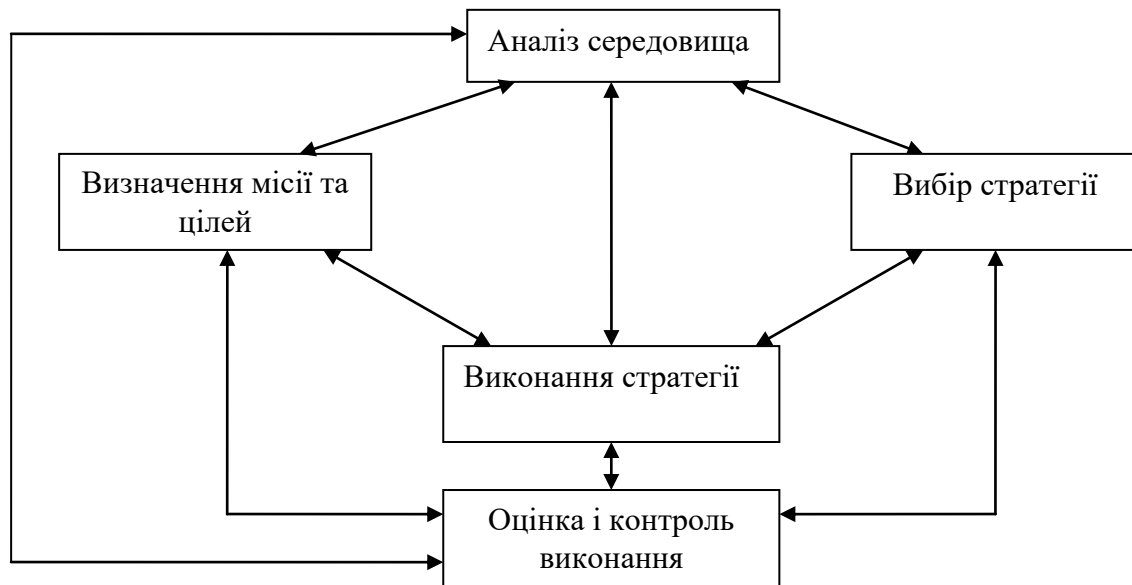 Аналіз середовища
Визначення місії та
цілей
Вибір стратегії
Виконання стратегії
Оцінка і контроль
виконання